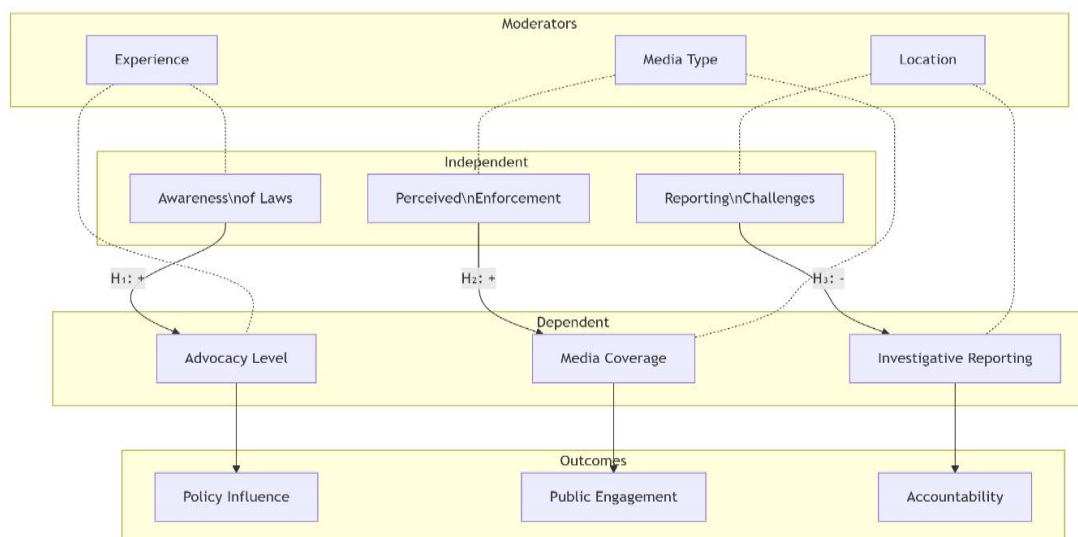 Moderators
Experience
Media Type
Location
Independent
Awareness\nof Laws
Perceived\nEnforcement
Reporting\nChallenges
H₁: +
H₂: +
H₃: -
Dependent
Advocacy Level
Media Coverage
Investigative Reporting
Outcomes
Policy Influence
Public Engagement
Accountability